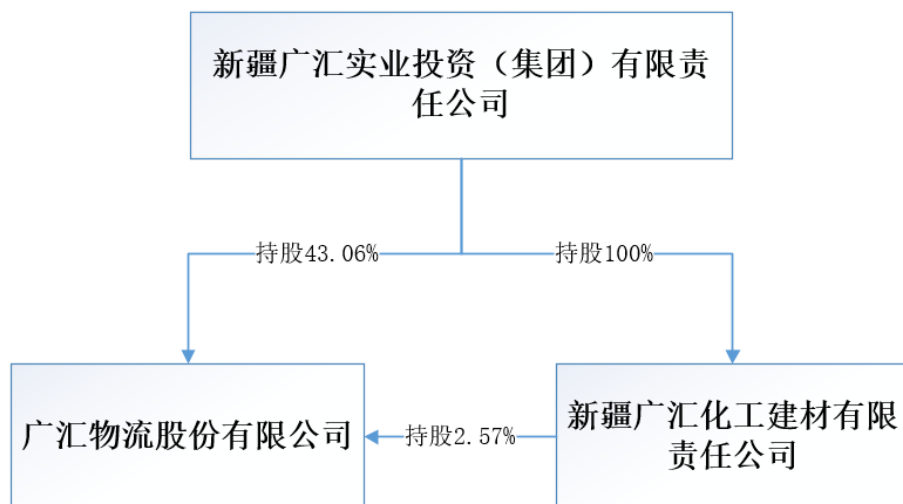 新疆广汇实业投资（集团）有限责
任公司
持股43.06%
持股100%
广汇物流股份有限公司
持股2.57%
新疆广汇化工建材有限
责任公司